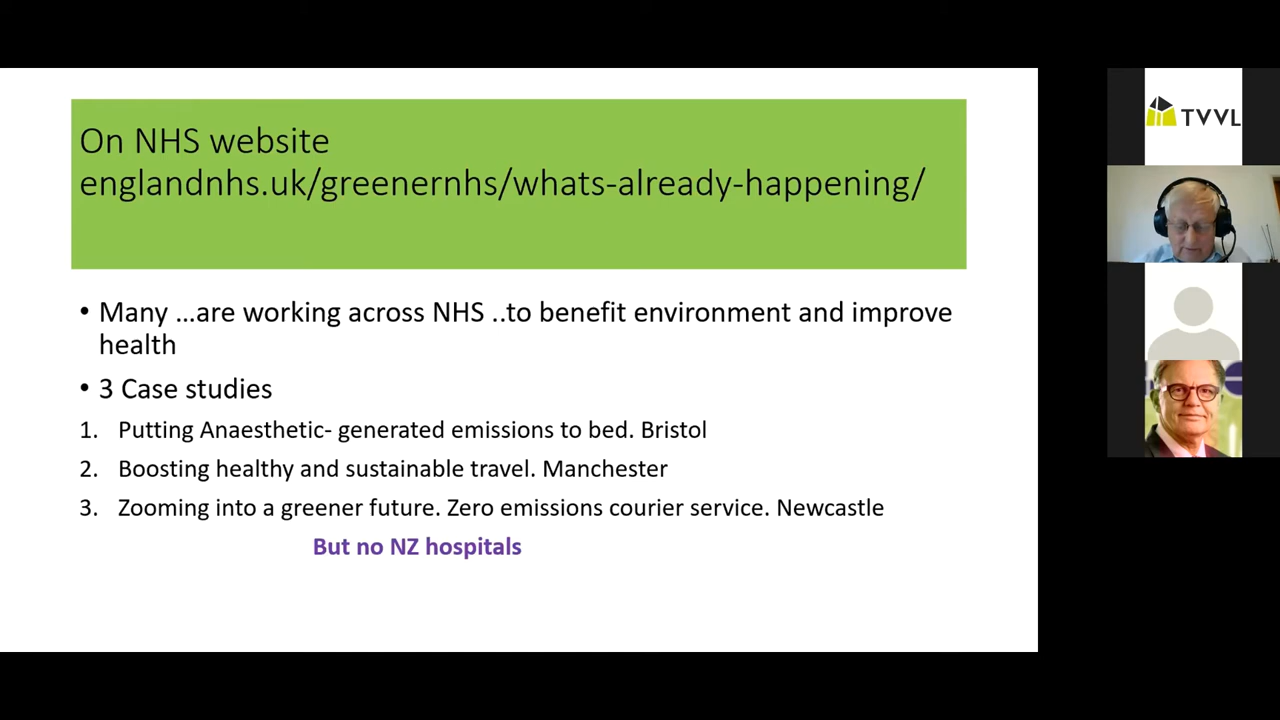 On NHS website
englandnhs.uk/greenernhs/whats-already-happening/
• Many ...are working across NHS ..to benefit environment and improve
health
• 3 Case studies
1. Putting Anaesthetic- generated emissions to bed. Bristol
2. Boosting healthy and sustainable travel. Manchester
3. Zooming into a greener future. Zero emissions courier service. Newcastle
But no NZ hospitals
TVVL